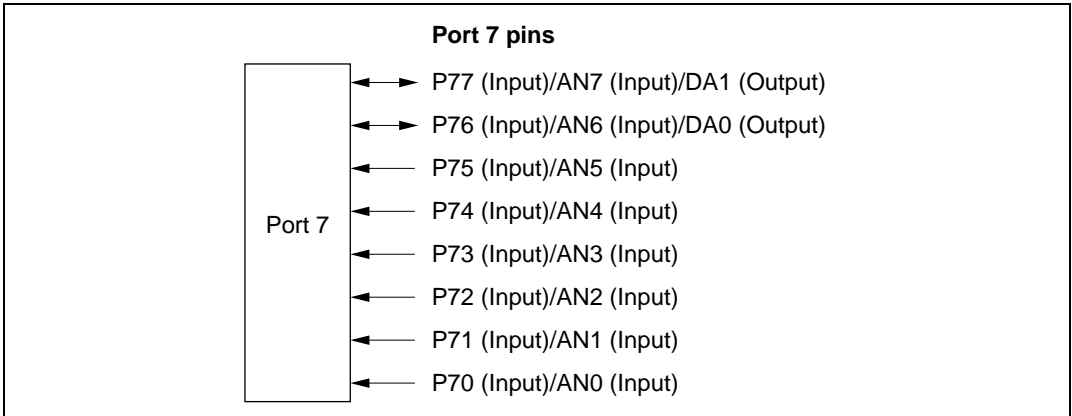 Port 7 pins
P77 (Input)/AN7 (Input)/DA1 (Output)
P76 (Input)/AN6 (Input)/DA0 (Output)
P75 (Input)/AN5 (Input)
P74 (Input)/AN4 (Input)
Port 7
P73 (Input)/AN3 (Input)
P72 (Input)/AN2 (Input)
P71 (Input)/AN1 (Input)
P70 (Input)/AN0 (Input)